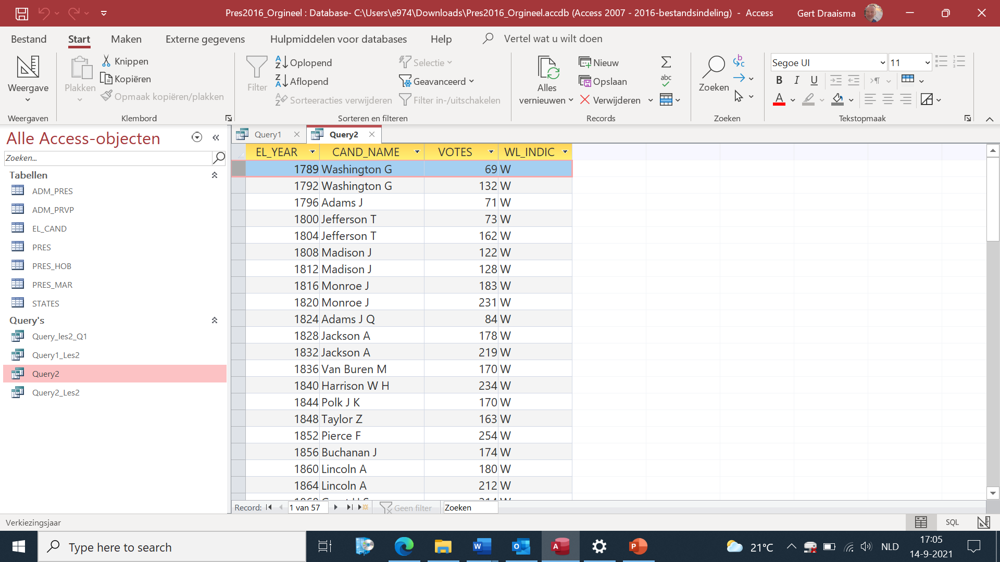 Pres2016_Orgineel : Database- C:\Users\e974\Downloads\Pres2016_Orgineel.accdb (Access 2007 - 2016-bestandsindeling) - Access
Gert Draaisma
Bestand Start Maken Externe gegevens Hulpmiddelen voor databases Help Vertel wat u wilt doen
Weergave
Weergaven
Plakken
Knippen
Kopiëren
Opmaak kopiëren/plakken
Klembord
Filter
Oplopend
Aflopend
Sorteeracties verwijderen
Selectie
Geavanceerd
Filter in-/uitschakelen
Sorteren en filteren
Alles
vernieuwen
Nieuw
Opslaan
Verwijderen
Records
Zoeken
Zoeken
Segoe UI 11
B I U
Tekstopmaak
Alle Access-objecten
Zoeken...
Tabellen
ADM_PRES
ADM_PRVP
EL_CAND
PRES
PRES_HOB
PRES_MAR
STATES
Query's
Query_les2_Q1
Query1_Les2
Query2
Query2_Les2
Query1 Query2
EL_YEAR CAND_NAME VOTES WL_INDIC
1789 Washington G 69 W
1792 Washington G 132 W
1796 Adams J 71 W
1800 Jefferson T 73 W
1804 Jefferson T 162 W
1808 Madison J 122 W
1812 Madison J 128 W
1816 Monroe J 183 W
1820 Monroe J 231 W
1824 Adams J Q 84 W
1828 Jackson A 178 W
1832 Jackson A 219 W
1836 Van Buren M 170 W
1840 Harrison W H 234 W
1844 Polk J K 170 W
1848 Taylor Z 163 W
1852 Pierce F 254 W
1856 Buchanan J 174 W
1860 Lincoln A 180 W
1864 Lincoln A 212 W
Record: 1 van 57 Geen filter Zoeken
Verkiezingsjaar
SQL
Type here to search
21°C
NLD
17:05
14-9-2021